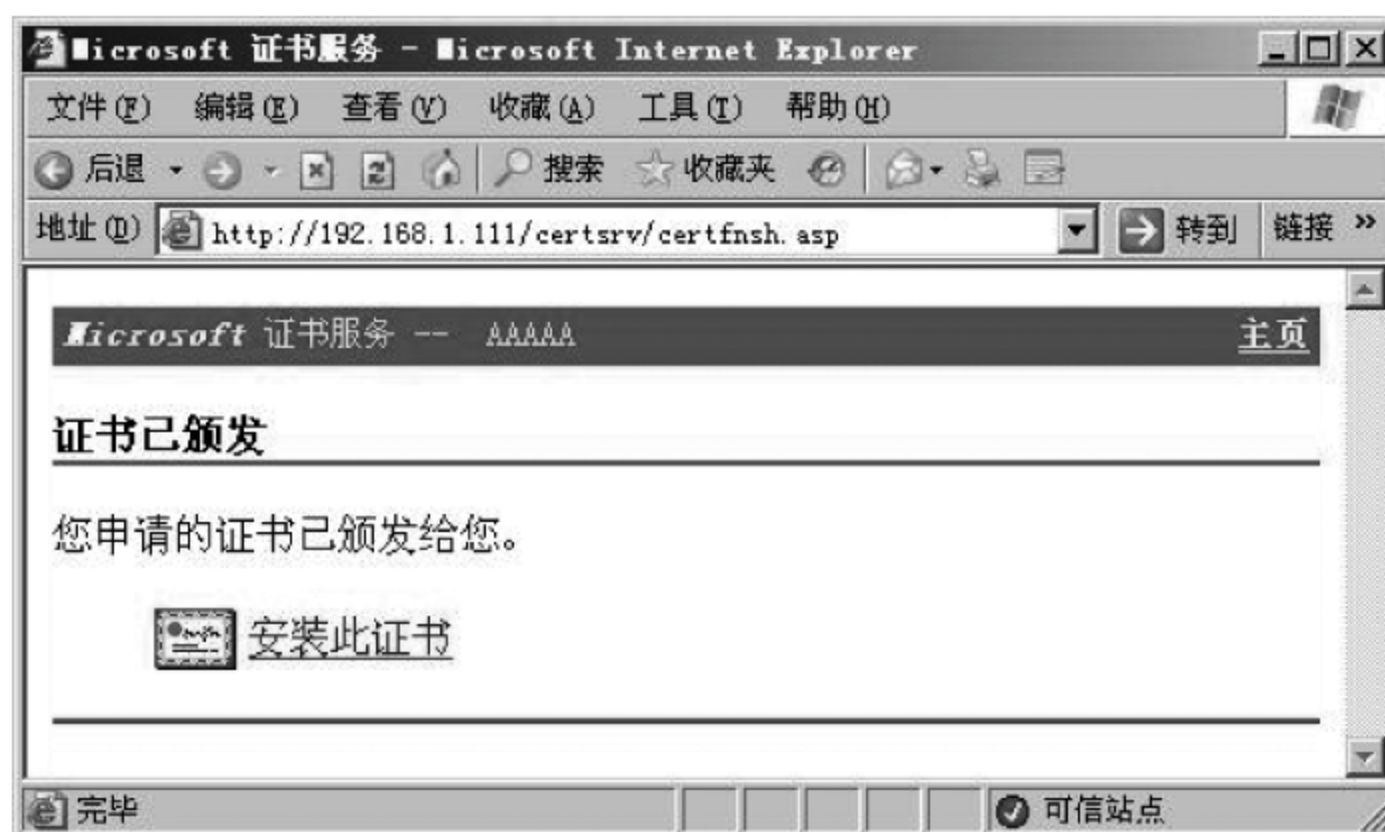 Microsoft 证书服务 - Microsoft Internet Explorer
文件(F) 编辑(E) 查看(V) 收藏(A) 工具(T) 帮助(H)
后退 搜索 收藏夹
地址(D) http://192.168.1.111/certsrv/certfnsh.asp 转到 链接 »
Microsoft 证书服务 -- AAAAA 主页
证书已颁发
您申请的证书已颁发给您。
安装此证书
完毕 可信站点